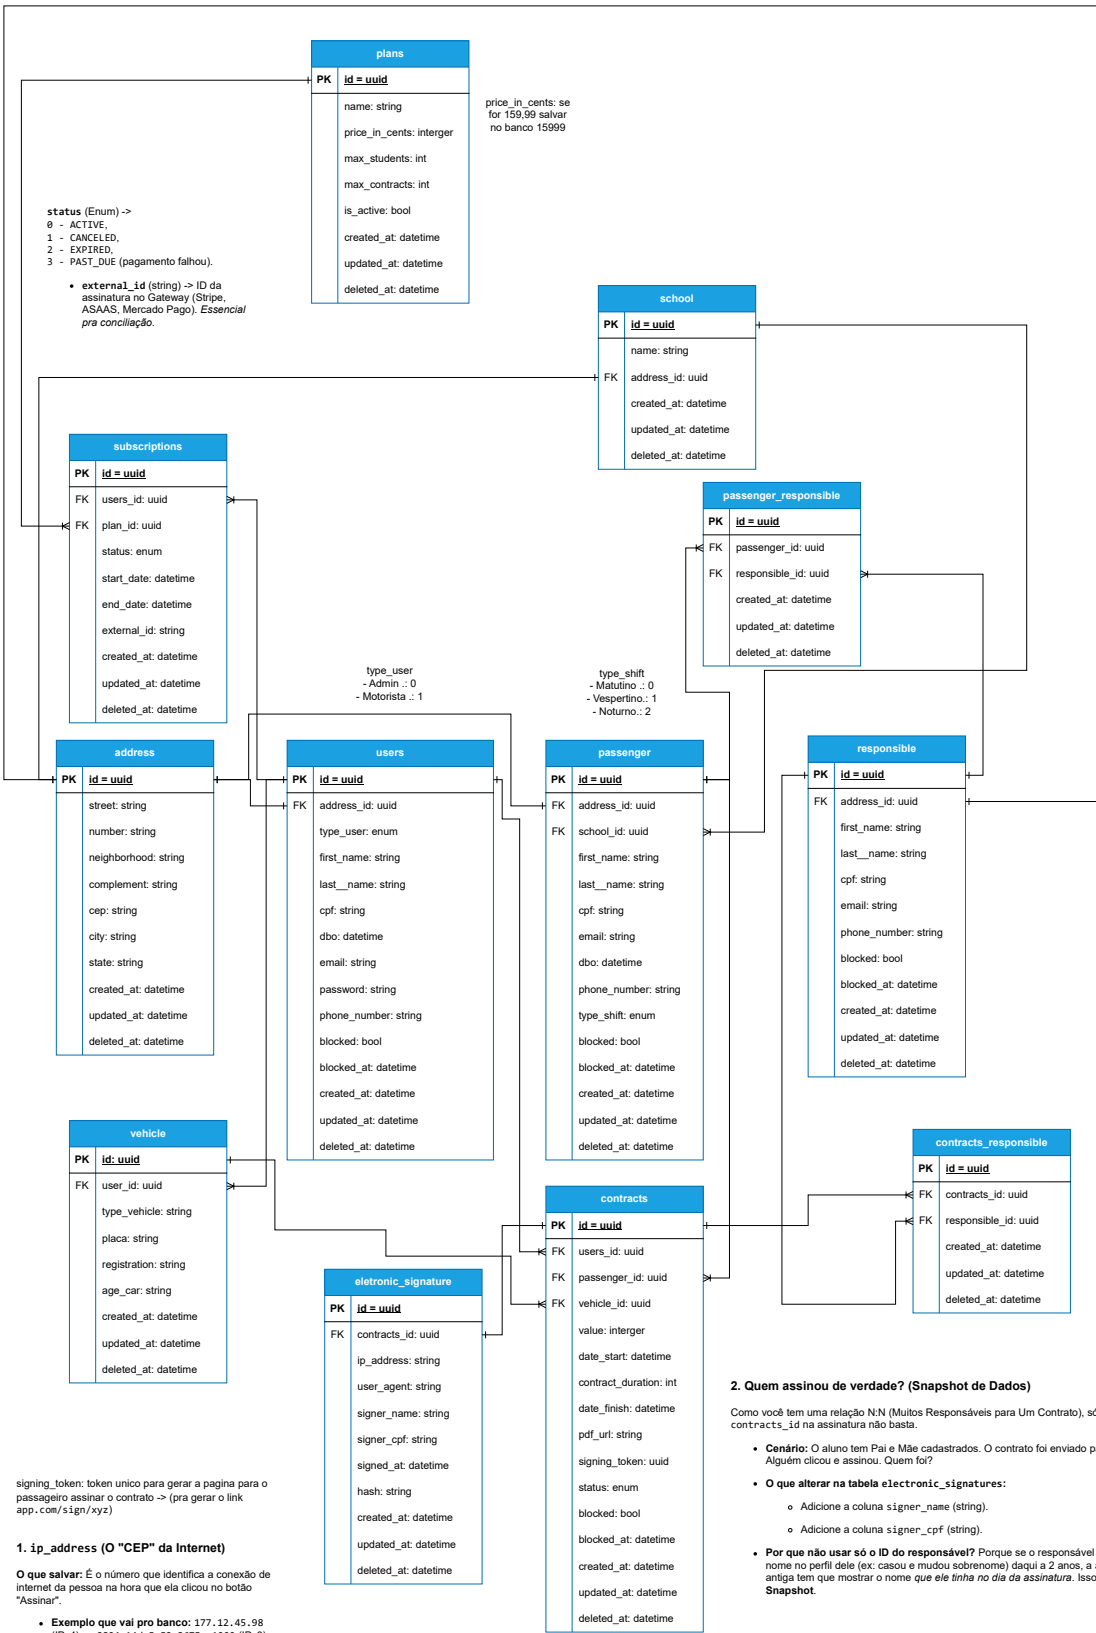 plans
PK id = uuid
name: string
price_in_cents: interger
max_students: int
max_contracts: int
is_active: bool
created_at: datetime
updated_at: datetime
deleted_at: datetime
price_in_cents: se
for 159,99 salvar
no banco 15999
status (Enum) ->
0 - ACTIVE,
1 - CANCELED,
2 - EXPIRED,
3 - PAST_DUE (pagamento falhou).
• external_id (string) -> ID da
assinatura no Gateway (Stripe,
ASAAS, Mercado Pago). Essencial
pra conciliação.
school
PK id = uuid
name: string
FK address_id: uuid
created_at: datetime
updated_at: datetime
deleted_at: datetime
subscriptions
PK id = uuid
FK users_id: uuid
FK plan_id: uuid
status: enum
start_date: datetime
end_date: datetime
external_id: string
created_at: datetime
updated_at: datetime
deleted_at: datetime
passenger_responsible
PK id = uuid
FK passenger_id: uuid
FK responsible_id: uuid
created_at: datetime
updated_at: datetime
deleted_at: datetime
type_user
- Admin .: 0
- Motorista .: 1
type_shift
- Matutino .: 0
- Vespertino.: 1
- Noturno.: 2
address
PK id = uuid
street: string
number: string
neighborhood: string
complement: string
cep: string
city: string
state: string
created_at: datetime
updated_at: datetime
deleted_at: datetime
users
PK id = uuid
FK address_id: uuid
type_user: enum
first_name: string
last__name: string
cpf: string
dbo: datetime
email: string
password: string
phone_number: string
blocked: bool
blocked_at: datetime
created_at: datetime
updated_at: datetime
deleted_at: datetime
passenger
PK id = uuid
FK address_id: uuid
FK school_id: uuid
first_name: string
last__name: string
cpf: string
email: string
dbo: datetime
phone_number: string
type_shift: enum
blocked: bool
blocked_at: datetime
created_at: datetime
updated_at: datetime
deleted_at: datetime
responsible
PK id = uuid
FK address_id: uuid
first_name: string
last__name: string
cpf: string
email: string
phone_number: string
blocked: bool
blocked_at: datetime
created_at: datetime
updated_at: datetime
deleted_at: datetime
vehicle
PK id: uuid
FK user_id: uuid
type_vehicle: string
placa: string
registration: string
age_car: string
created_at: datetime
updated_at: datetime
deleted_at: datetime
contracts_responsible
PK id = uuid
FK contracts_id: uuid
FK responsible_id: uuid
created_at: datetime
updated_at: datetime
deleted_at: datetime
contracts
PK id = uuid
FK users_id: uuid
FK passenger_id: uuid
FK vehicle_id: uuid
value: interger
date_start: datetime
contract_duration: int
date_finish: datetime
pdf_url: string
signing_token: uuid
status: enum
blocked: bool
blocked_at: datetime
created_at: datetime
updated_at: datetime
deleted_at: datetime
eletronic_signature
PK id = uuid
FK contracts_id: uuid
ip_address: string
user_agent: string
signer_name: string
signer_cpf: string
signed_at: datetime
hash: string
created_at: datetime
updated_at: datetime
deleted_at: datetime
signing_token: token unico para gerar a pagina para o
passageiro assinar o contrato -> (pra gerar o link
app.com/sign/xyz)
1. ip_address (O "CEP" da Internet)
O que salvar: É o número que identifica a conexão de
internet da pessoa na hora que ela clicou no botão
"Assinar".
• Exemplo que vai pro banco: 177.12.45.98
2. Quem assinou de verdade? (Snapshot de Dados)
Como você tem uma relação N:N (Muitos Responsáveis para Um Contrato), só
contracts_id na assinatura não basta.
• Cenário: O aluno tem Pai e Mãe cadastrados. O contrato foi enviado
Alguém clicou e assinou. Quem foi?
• O que alterar na tabela electronic_signatures:
Adicione a coluna signer_name (string).
Adicione a coluna signer_cpf (string).
• Por que não usar só o ID do responsável? Porque se o responsável
nome no perfil dele (ex: casou e mudou sobrenome) daqui a 2 anos, a
antiga tem que mostrar o nome que ele tinha no dia da assinatura. Isso
Snapshot.